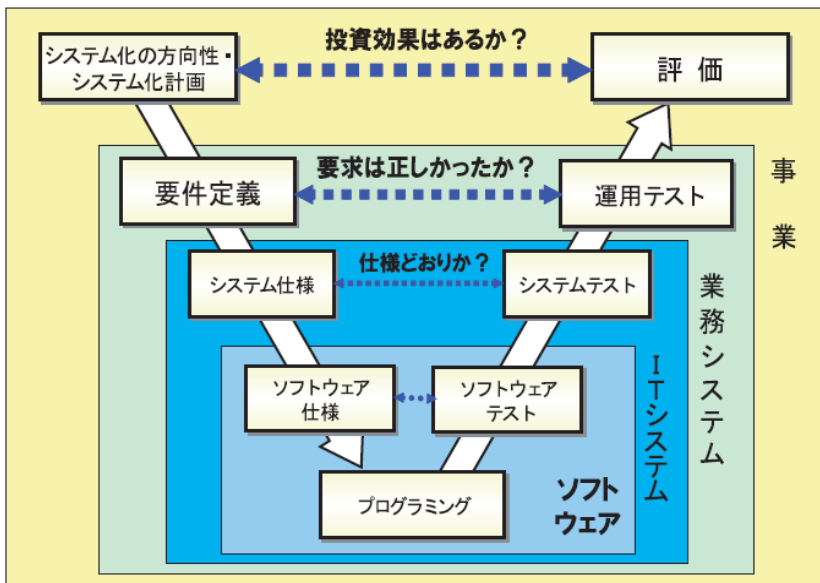 システム化の方向性・
システム化計画
投資効果はあるか？
評価
要件定義
要求は正しかったか？
運用テスト
事業
システム仕様
仕様どおりか？
システムテスト
業務システム
ソフトウェア
仕様
ソフトウェア
テスト
ITシステム
プログラミング
ソフト
ウェア